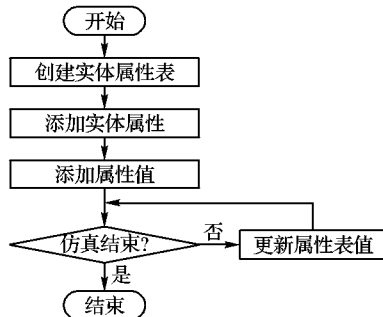 开始
创建实体属性表
添加实体属性
添加属性值
仿真结束?
否
更新属性表值
是
结束